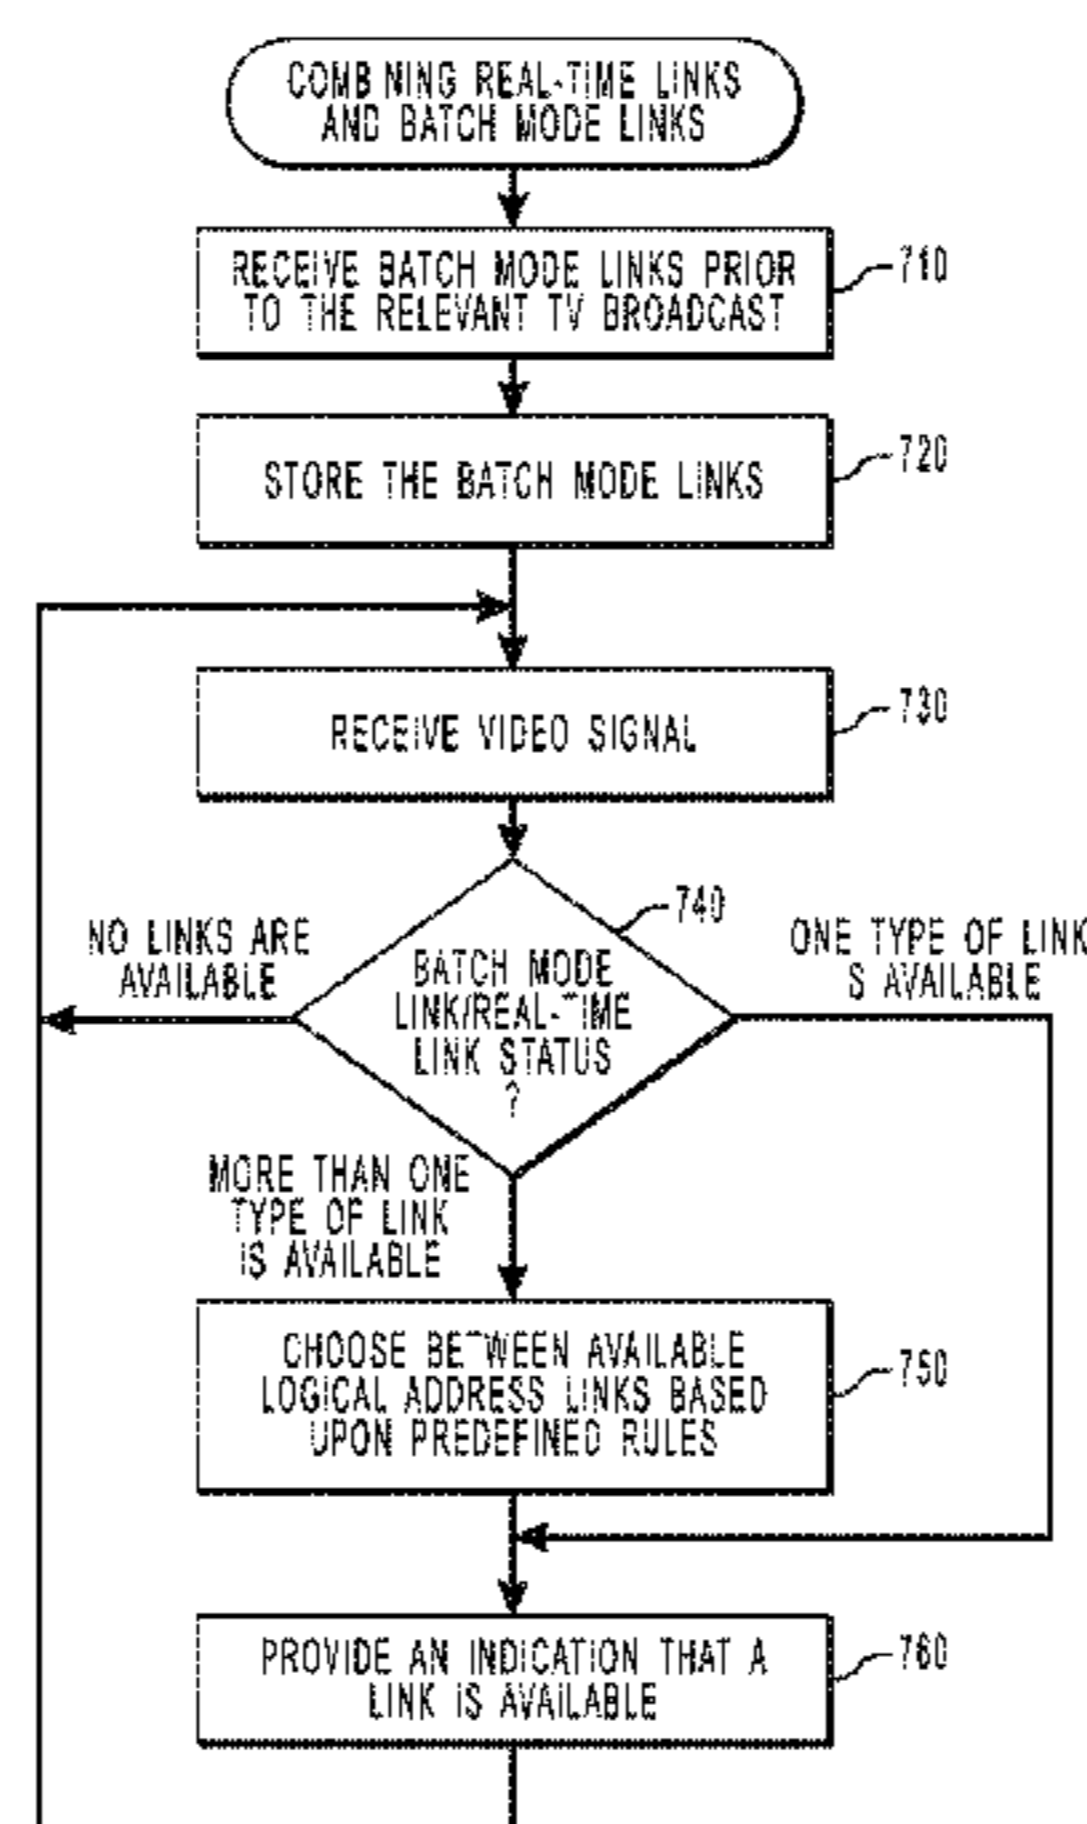 COMBINING REAL-TIME LINKS
AND BATCH MODE LINKS
RECEIVE BATCH MODE LINKS PRIOR
TO THE RELEVANT TV BROADCAST
710
STORE THE BATCH MODE LINKS
720
RECEIVE VIDEO SIGNAL
730
740
NO LINKS ARE
AVAILABLE
BATCH MODE
LINK/REAL-TIME
LINK STATUS
?
ONE TYPE OF LINK
IS AVAILABLE
MORE THAN ONE
TYPE OF LINK
IS AVAILABLE
CHOOSE BETWEEN AVAILABLE
LOGICAL ADDRESS LINKS BASED
UPON PREDEFINED RULES
750
PROVIDE AN INDICATION THAT A
LINK IS AVAILABLE
760